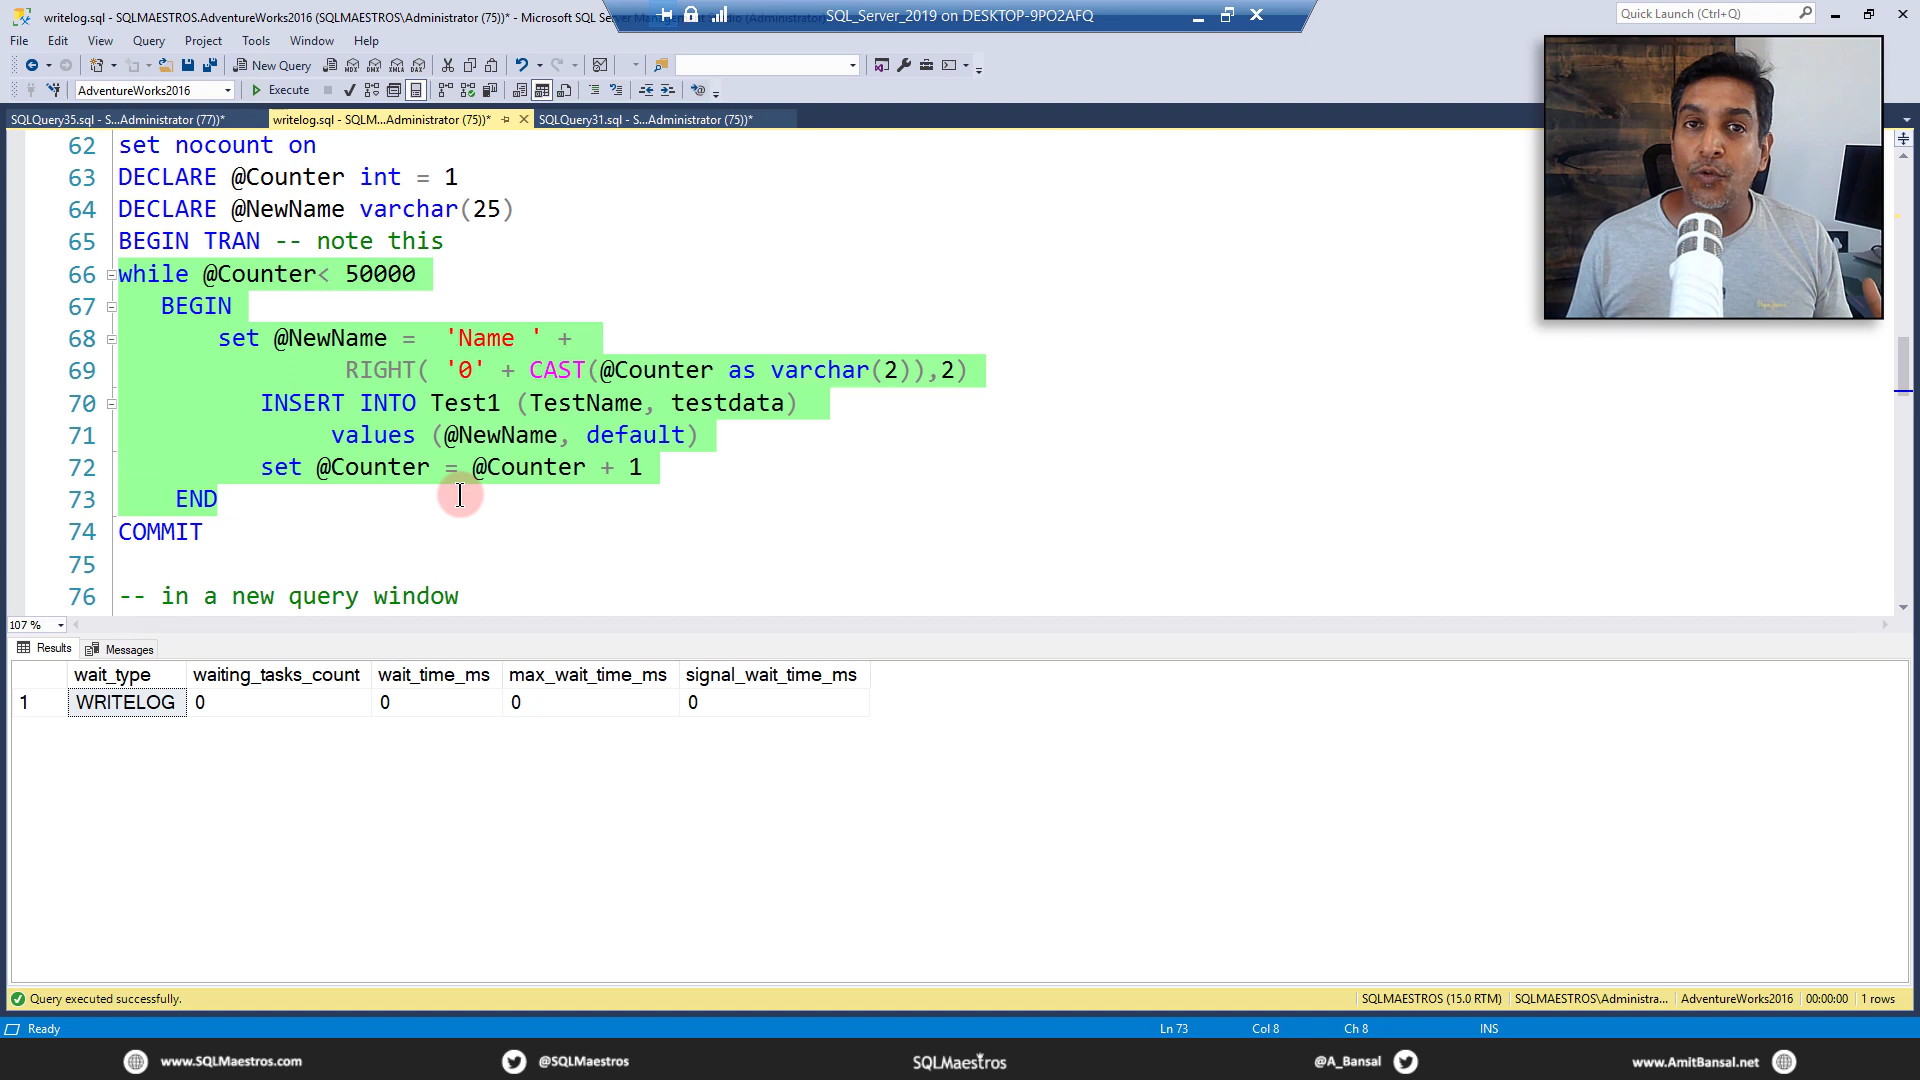 writelog.sql - SQLMAESTROS.AdventureWorks2016 (SQLMAESTROS\Administrator (75))* - Microsoft SQL Server
SQL_Server_2019 on DESKTOP-9PO2AFQ
Quick Launch (Ctrl+Q)
File Edit View Query Project Tools Window Help
New Query
AdventureWorks2016
Execute
SQLQuery35.sql - S...Administrator (77))*
writelog.sql - SQLM...Administrator (75))*
SQLQuery31.sql - S...Administrator (75))*
62 set nocount on
63 DECLARE @Counter int = 1
64 DECLARE @NewName varchar(25)
65 BEGIN TRAN -- note this
66 while @Counter< 50000
67 BEGIN
68 set @NewName = 'Name ' +
69 RIGHT( '0' + CAST(@Counter as varchar(2)),2)
70 INSERT INTO Test1 (TestName, testdata)
71 values (@NewName, default)
72 set @Counter = @Counter + 1
73 END
74 COMMIT
75
76 -- in a new query window
107 %
Results Messages
wait_type waiting_tasks_count wait_time_ms max_wait_time_ms signal_wait_time_ms
1 WRITELOG 0 0 0 0
Query executed successfully.
SQLMAESTROS (15.0 RTM) SQLMAESTROS\Administra... AdventureWorks2016 00:00:00 1 rows
Ready
Ln 73 Col 8 Ch 8 INS
www.SQLMaestros.com @SQLMaestros SQLMaestros @A_Bansal www.AmitBansal.net